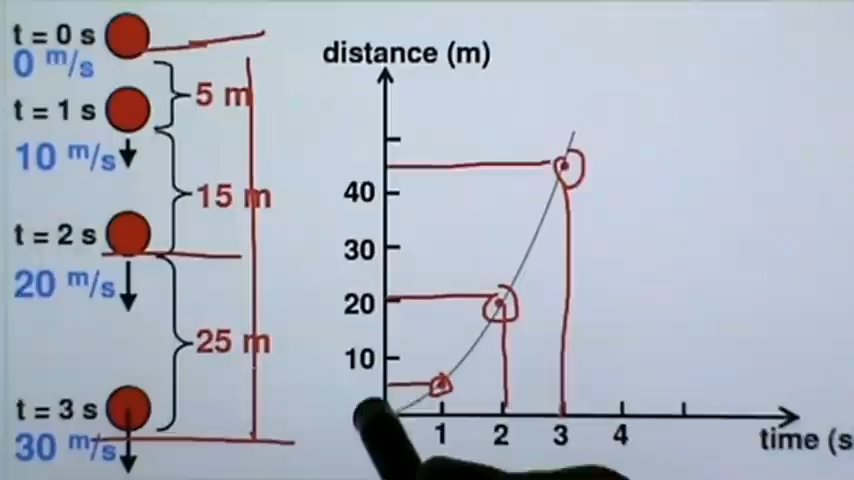 t = 0 s
0 m/s
5 m
t = 1 s
10 m/s
15 m
t = 2 s
20 m/s
25 m
t = 3 s
30 m/s
distance (m)
40
30
20
10
1 2 3 4
time (s